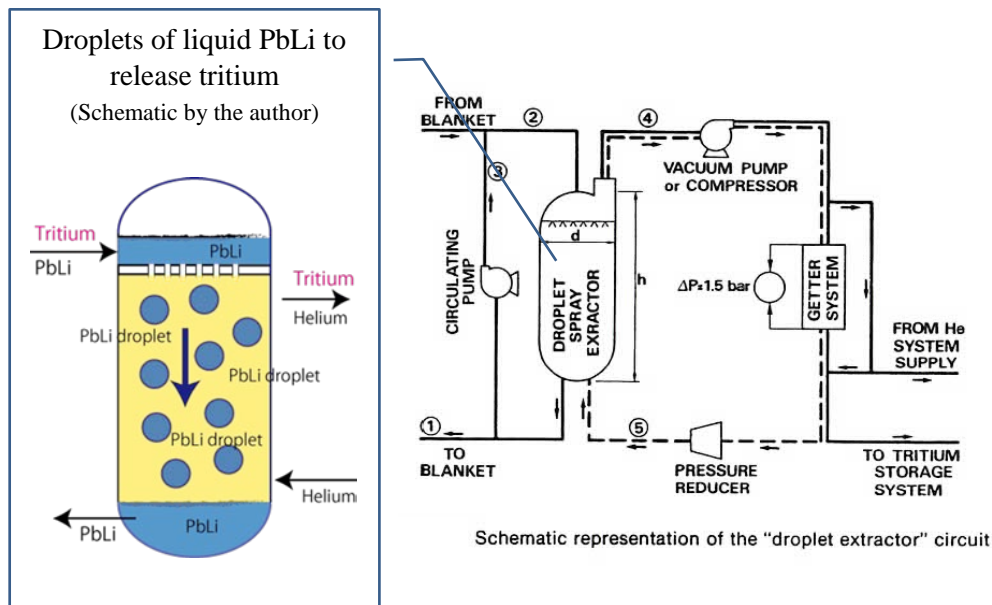 Droplets of liquid PbLi to
release tritium
(Schematic by the author)
Tritium
PbLi
PbLi
Tritium
Helium
PbLi droplet
PbLi droplet
PbLi droplet
Helium
PbLi
PbLi
FROM
BLANKET
②
③
④
VACUUM PUMP
or COMPRESSOR
CIRCULATING
PUMP
d
h
DROPLET
SPRAY
EXTRACTOR
ΔP=1.5 bar
GETTER
SYSTEM
FROM He
SYSTEM
SUPPLY
①
TO
BLANKET
⑤
PRESSURE
REDUCER
TO TRITIUM
STORAGE
SYSTEM
Schematic representation of the "droplet extractor" circuit